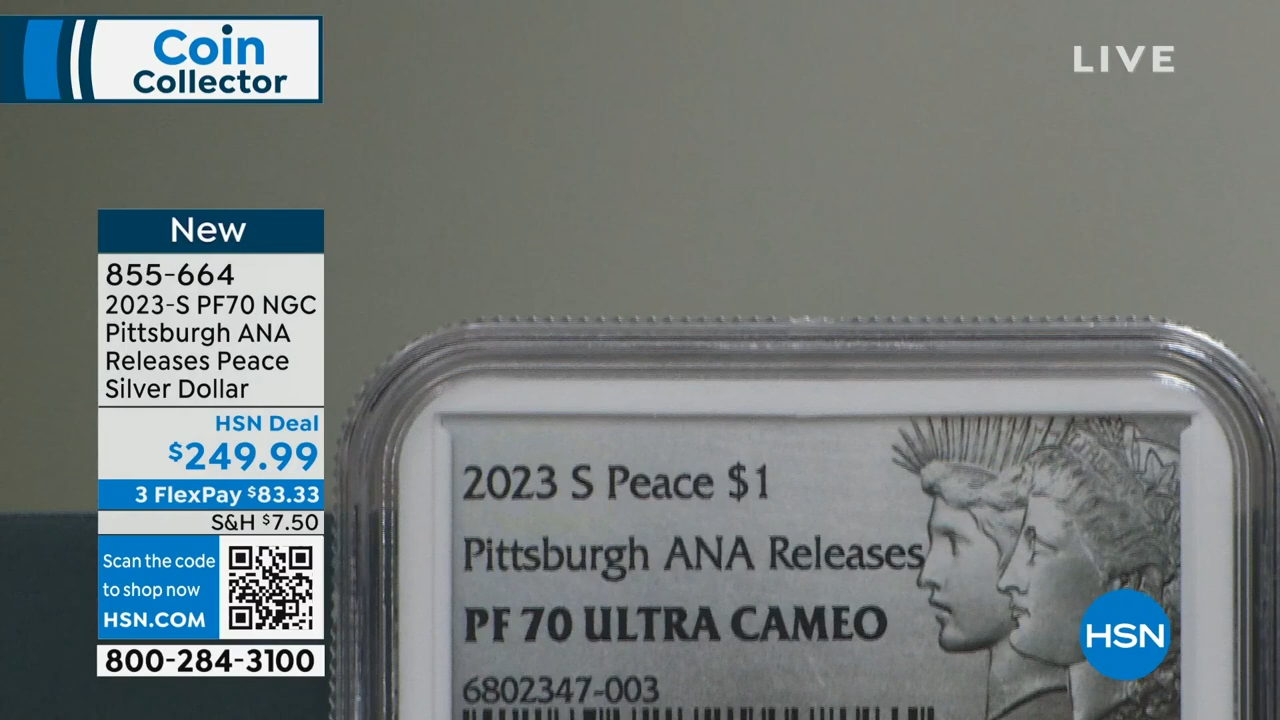 Coin
Collector
LIVE
New
855-664
2023-S PF70 NGC
Pittsburgh ANA
Releases Peace
Silver Dollar
HSN Deal
$249.99
3 FlexPay $83.33
S&H $7.50
Scan the code
to shop now
HSN.COM
800-284-3100
2023 S Peace $1
Pittsburgh ANA Releases
PF 70 ULTRA CAMEO
6802347-003
HSN